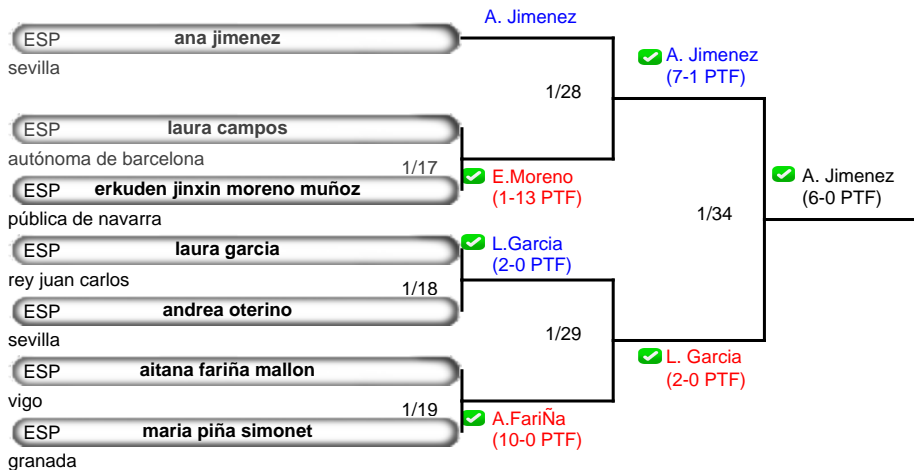 A. Jimenez
ESP ana jimenez
sevilla
A. Jimenez
(7-1 PTF)
1/28
ESP laura campos
autónoma de barcelona
1/17
ESP erkuden jinxin moreno muñoz
pública de navarra
E.Moreno
(1-13 PTF)
A. Jimenez
(6-0 PTF)
1/34
ESP laura garcia
rey juan carlos
L.Garcia
(2-0 PTF)
1/18
ESP andrea oterino
sevilla
1/29
L. Garcia
(2-0 PTF)
ESP aitana fariña mallon
vigo
1/19
ESP maria piña simonet
granada
A.FariÑa
(10-0 PTF)